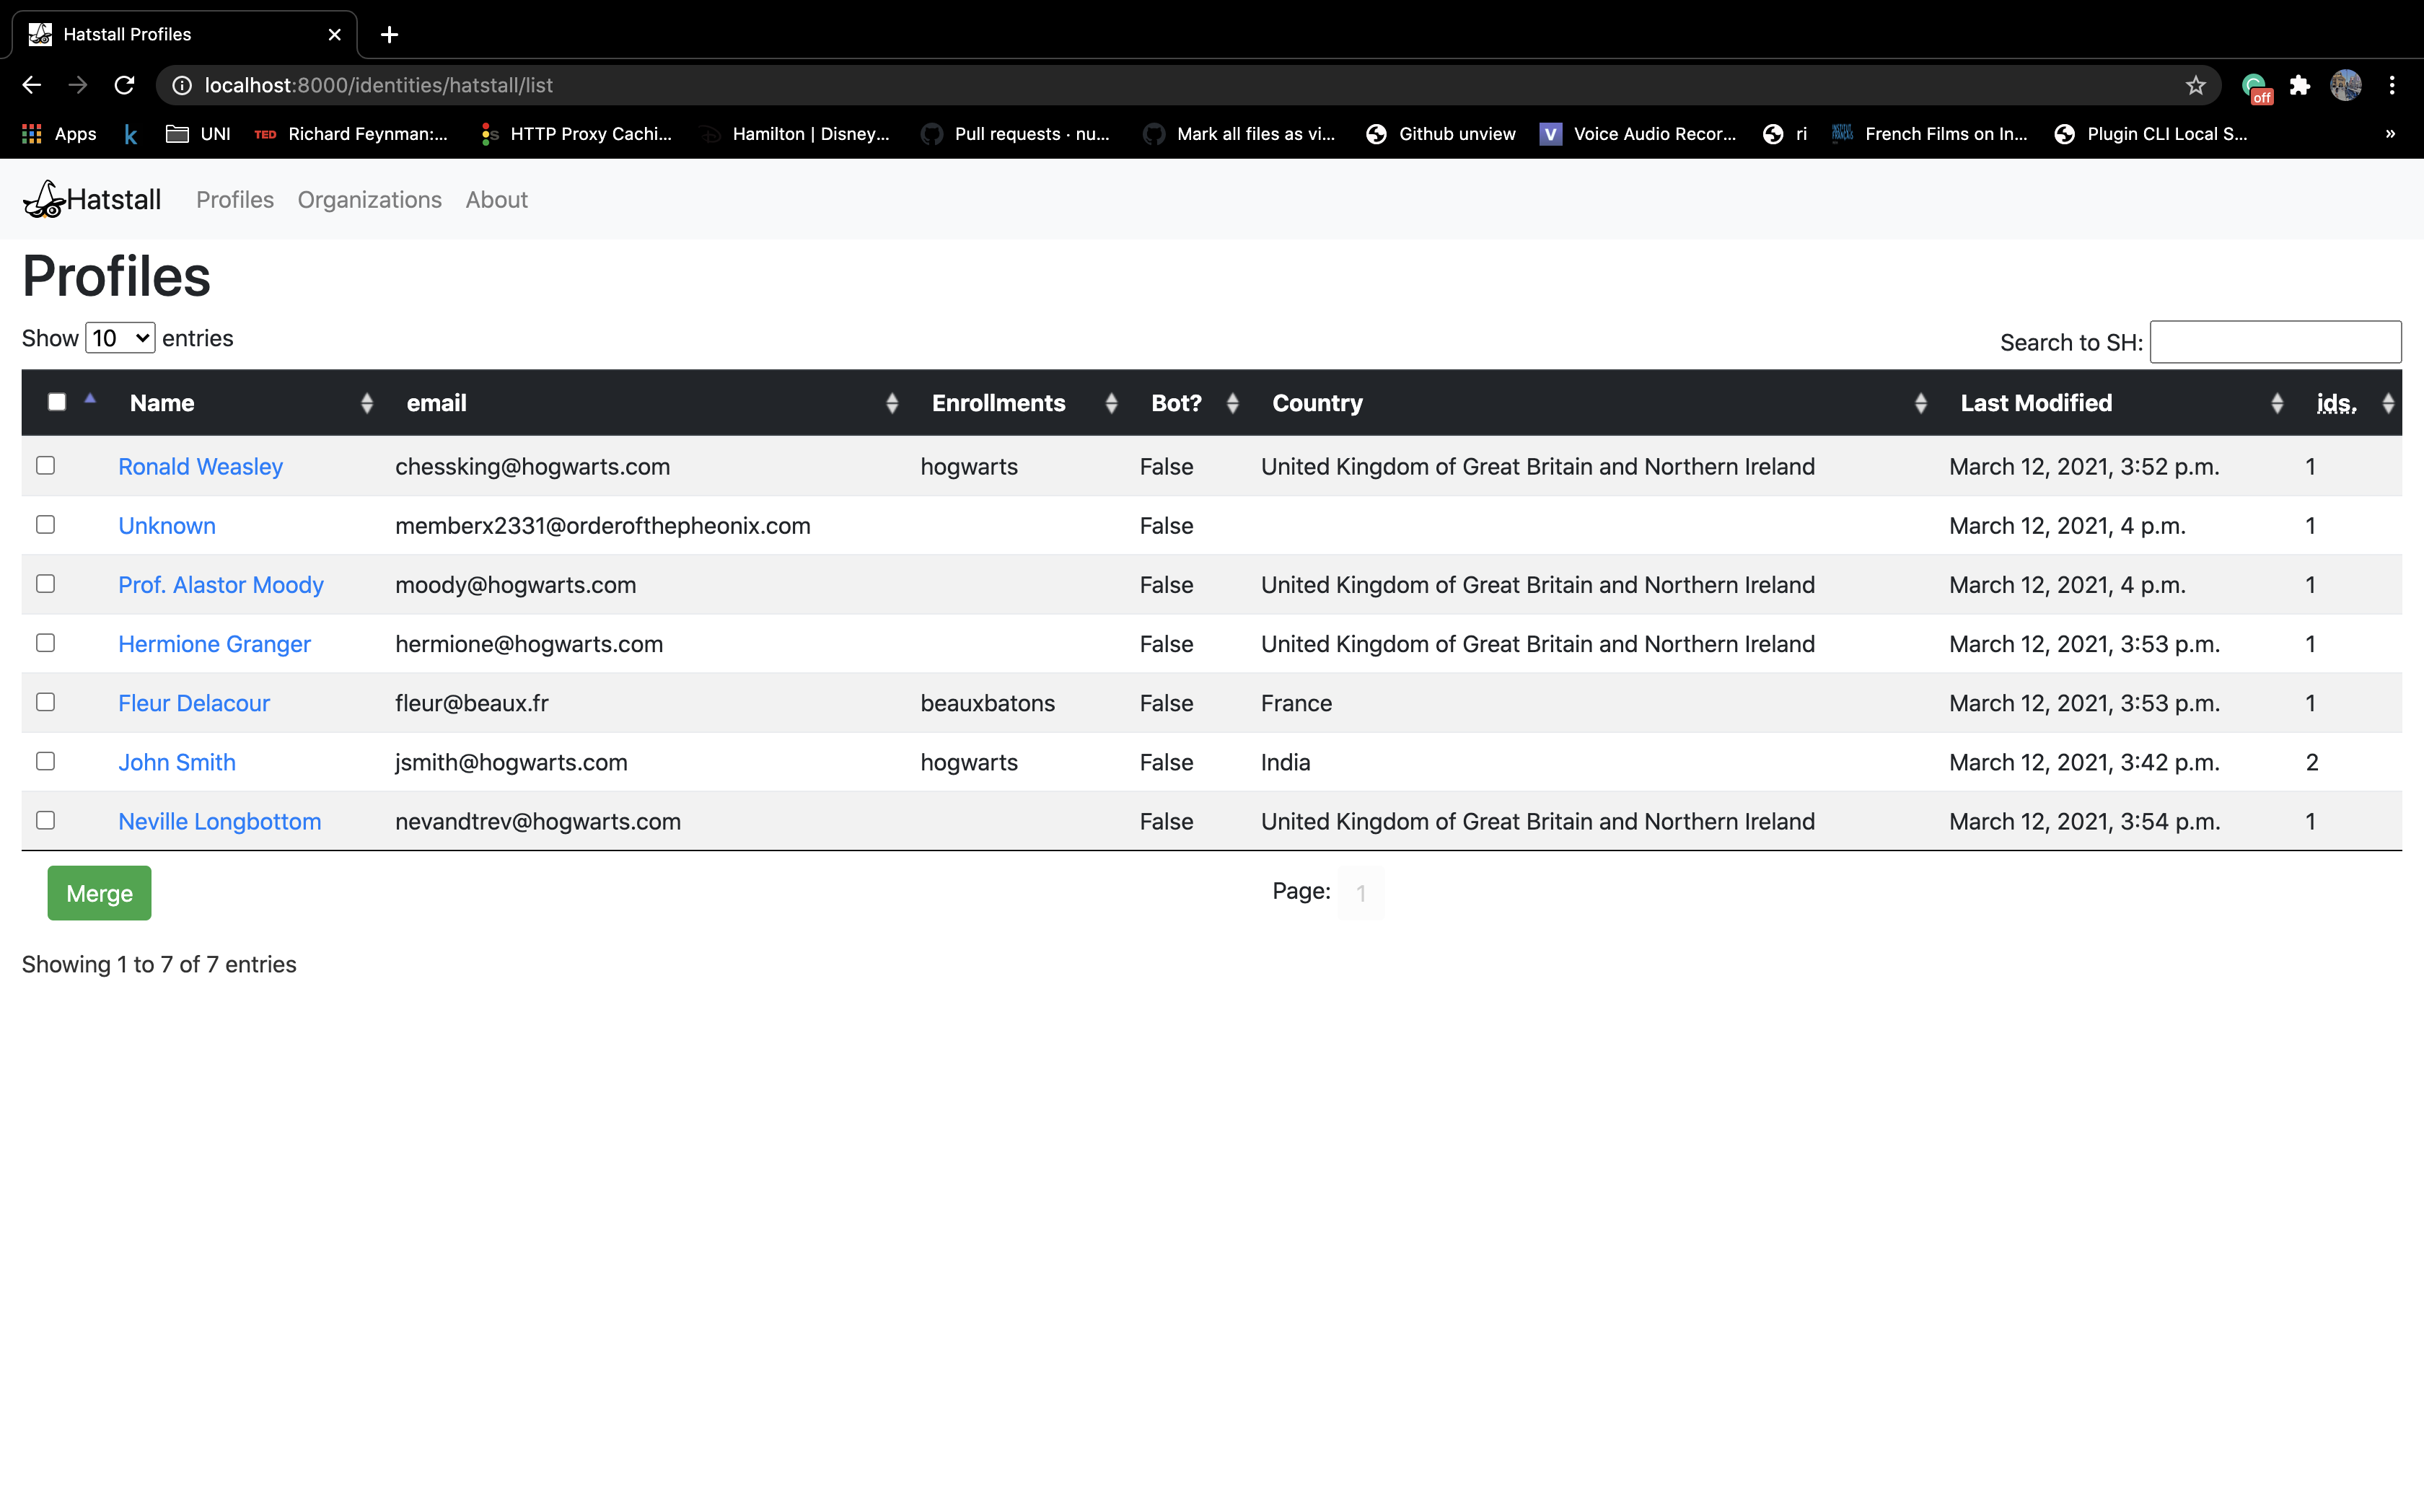 Hatstall Profiles
localhost:8000/identities/hatstall/list
off
Apps k UNI TED Richard Feynman:... S HTTP Proxy Cachi... Hamilton | Disney... Pull requests · nu... Mark all files as vi... Github unview V Voice Audio Recor... ri French Films on In... Plugin CLI Local S... »
Hatstall Profiles Organizations About
Profiles
Show 10 entries Search to SH:
Name email Enrollments Bot? Country Last Modified ids.
Ronald Weasley chessking@hogwarts.com hogwarts False United Kingdom of Great Britain and Northern Ireland March 12, 2021, 3:52 p.m. 1
Unknown memberx2331@orderofthepheonix.com False March 12, 2021, 4 p.m. 1
Prof. Alastor Moody moody@hogwarts.com False United Kingdom of Great Britain and Northern Ireland March 12, 2021, 4 p.m. 1
Hermione Granger hermione@hogwarts.com False United Kingdom of Great Britain and Northern Ireland March 12, 2021, 3:53 p.m. 1
Fleur Delacour fleur@beaux.fr beauxbatons False France March 12, 2021, 3:53 p.m. 1
John Smith jsmith@hogwarts.com hogwarts False India March 12, 2021, 3:42 p.m. 2
Neville Longbottom nevandtrev@hogwarts.com False United Kingdom of Great Britain and Northern Ireland March 12, 2021, 3:54 p.m. 1
Merge Page: 1
Showing 1 to 7 of 7 entries